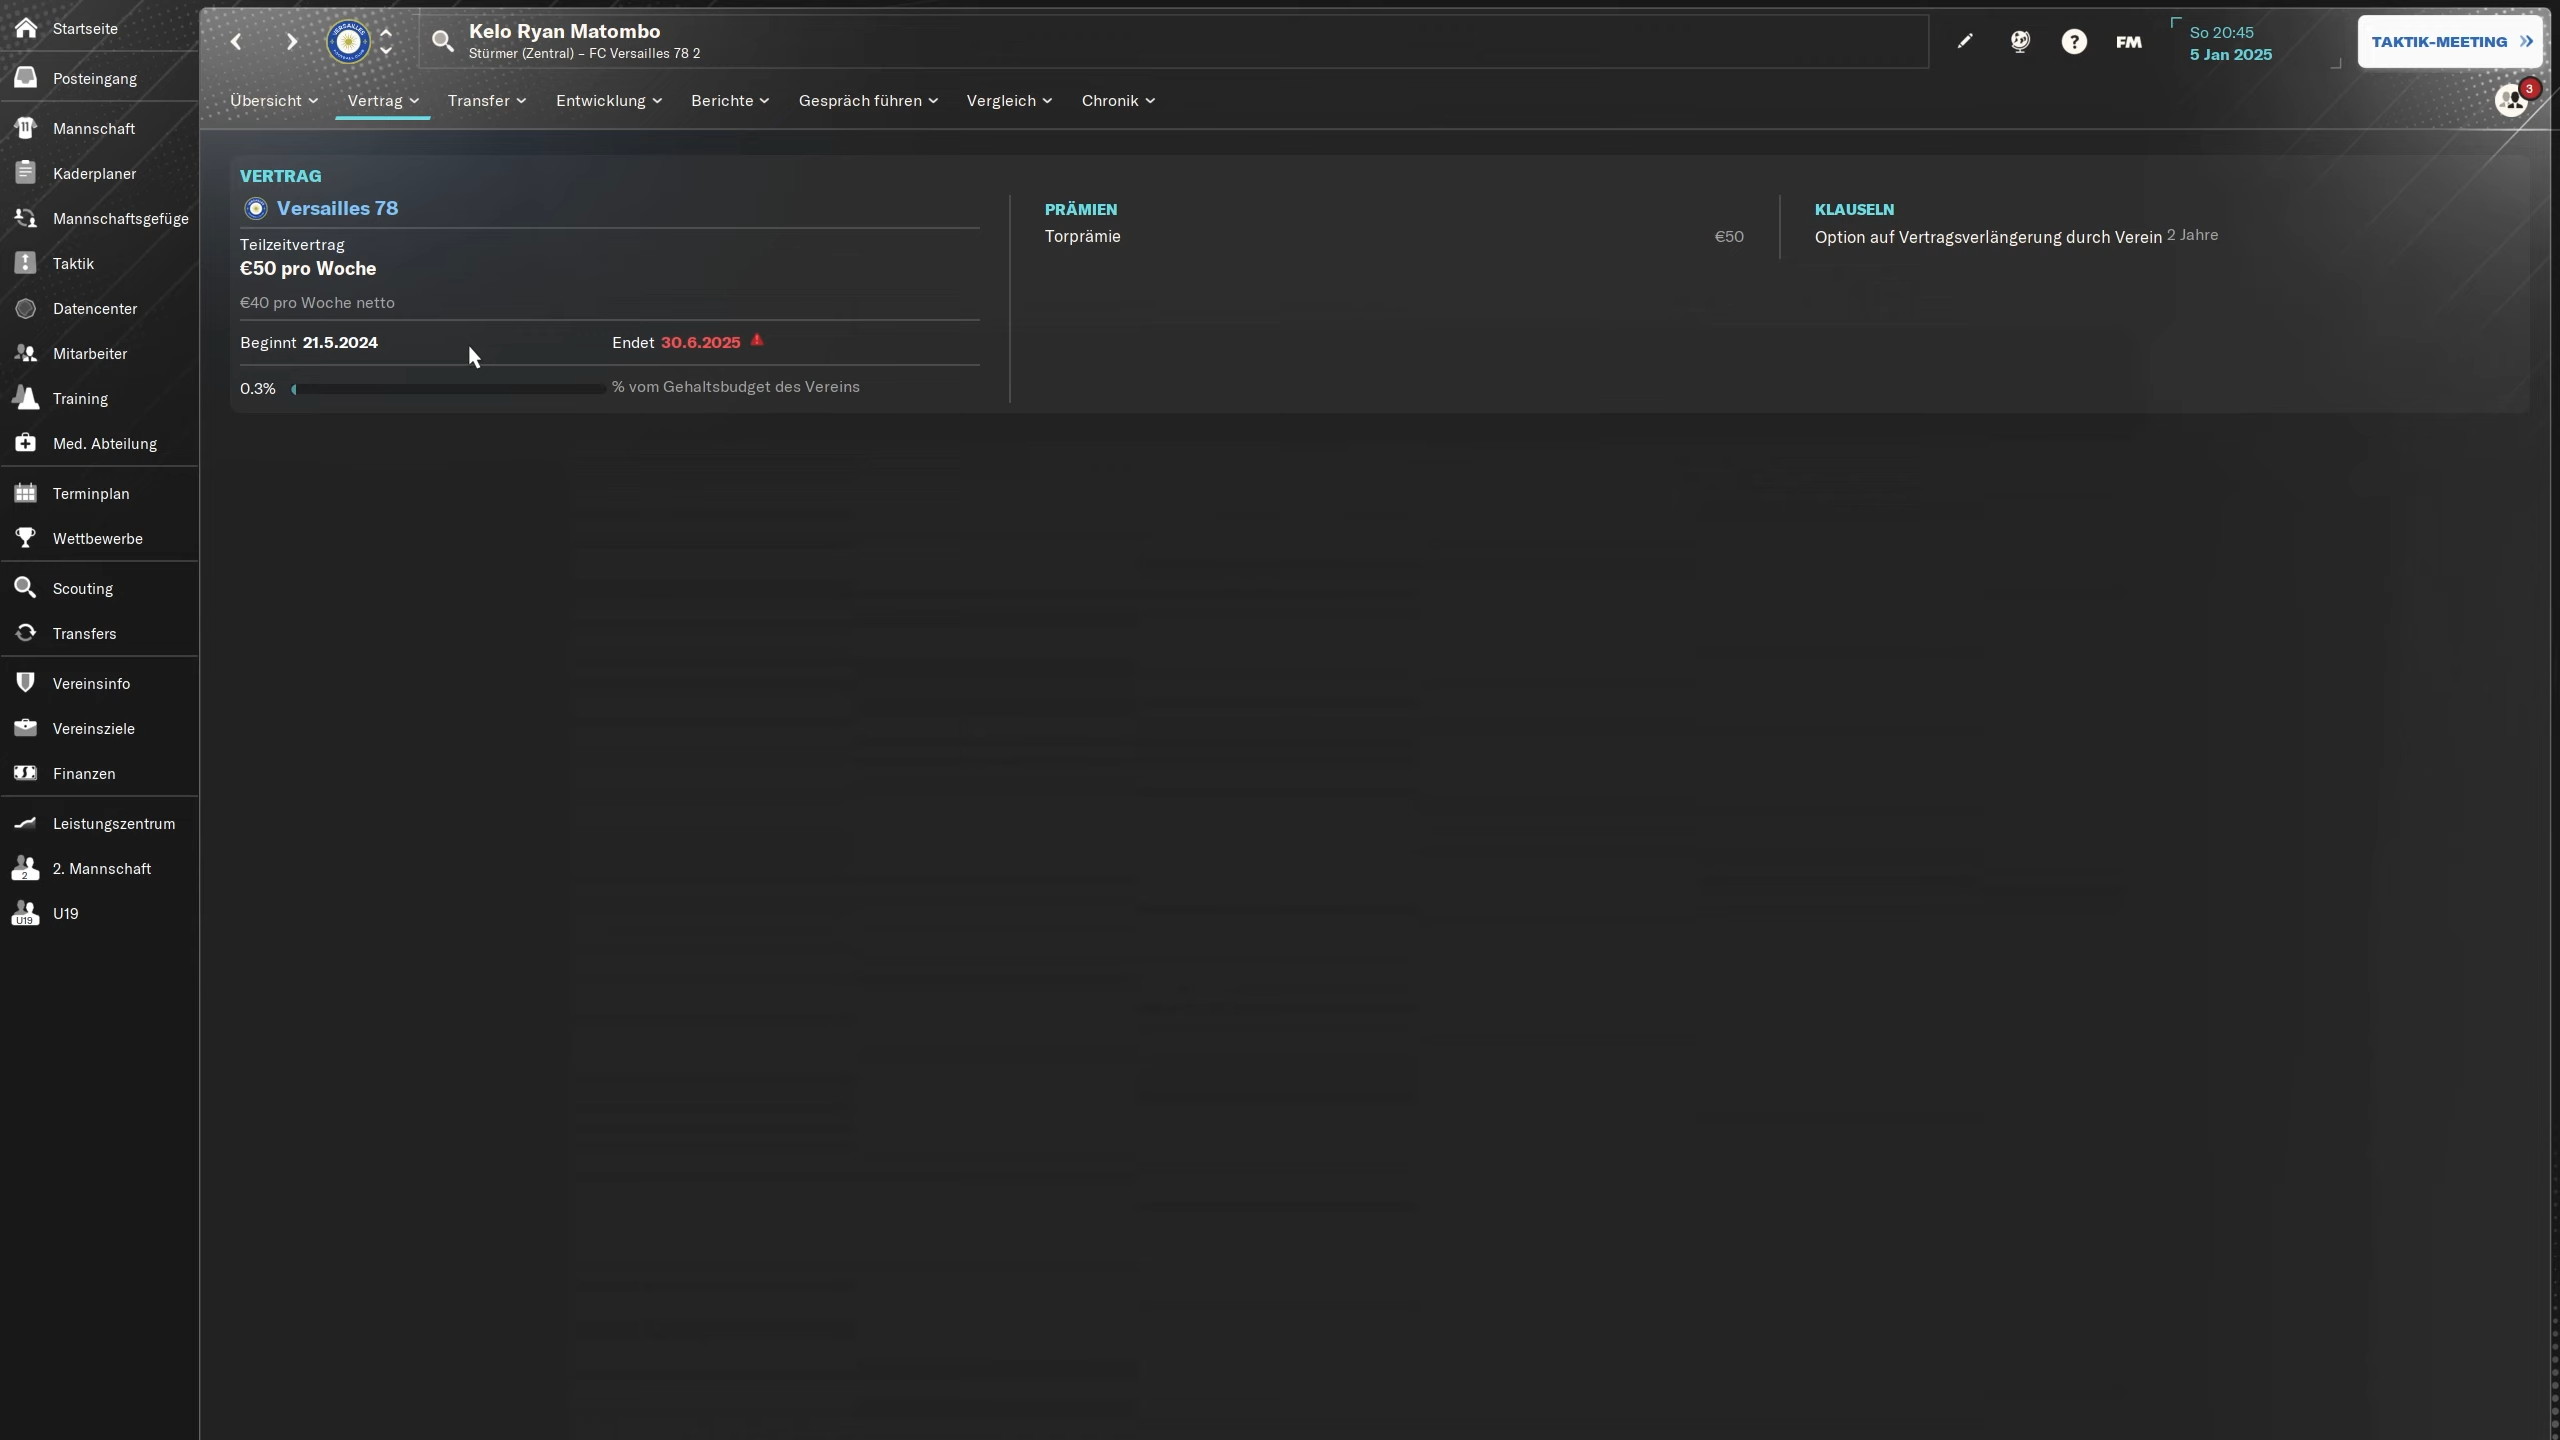 Startseite
Posteingang
Mannschaft
Kaderplaner
Mannschaftsgefüge
Taktik
Datencenter
Mitarbeiter
Training
Med. Abteilung
Terminplan
Wettbewerbe
Scouting
Transfers
Vereinsinfo
Vereinsziele
Finanzen
Leistungszentrum
2
2. Mannschaft
U19
U19
Kelo Ryan Matombo
Stürmer (Zentral) – FC Versailles 78 2
FM
So 20:45
5 Jan 2025
TAKTIK-MEETING
3
Übersicht
Vertrag
Transfer
Entwicklung
Berichte
Gespräch führen
Vergleich
Chronik
VERTRAG
Versailles 78
Teilzeitvertrag
€50 pro Woche
€40 pro Woche netto
Beginnt 21.5.2024
Endet 30.6.2025
0.3%
% vom Gehaltsbudget des Vereins
PRÄMIEN
Torprämie €50
KLAUSELN
Option auf Vertragsverlängerung durch Verein 2 Jahre